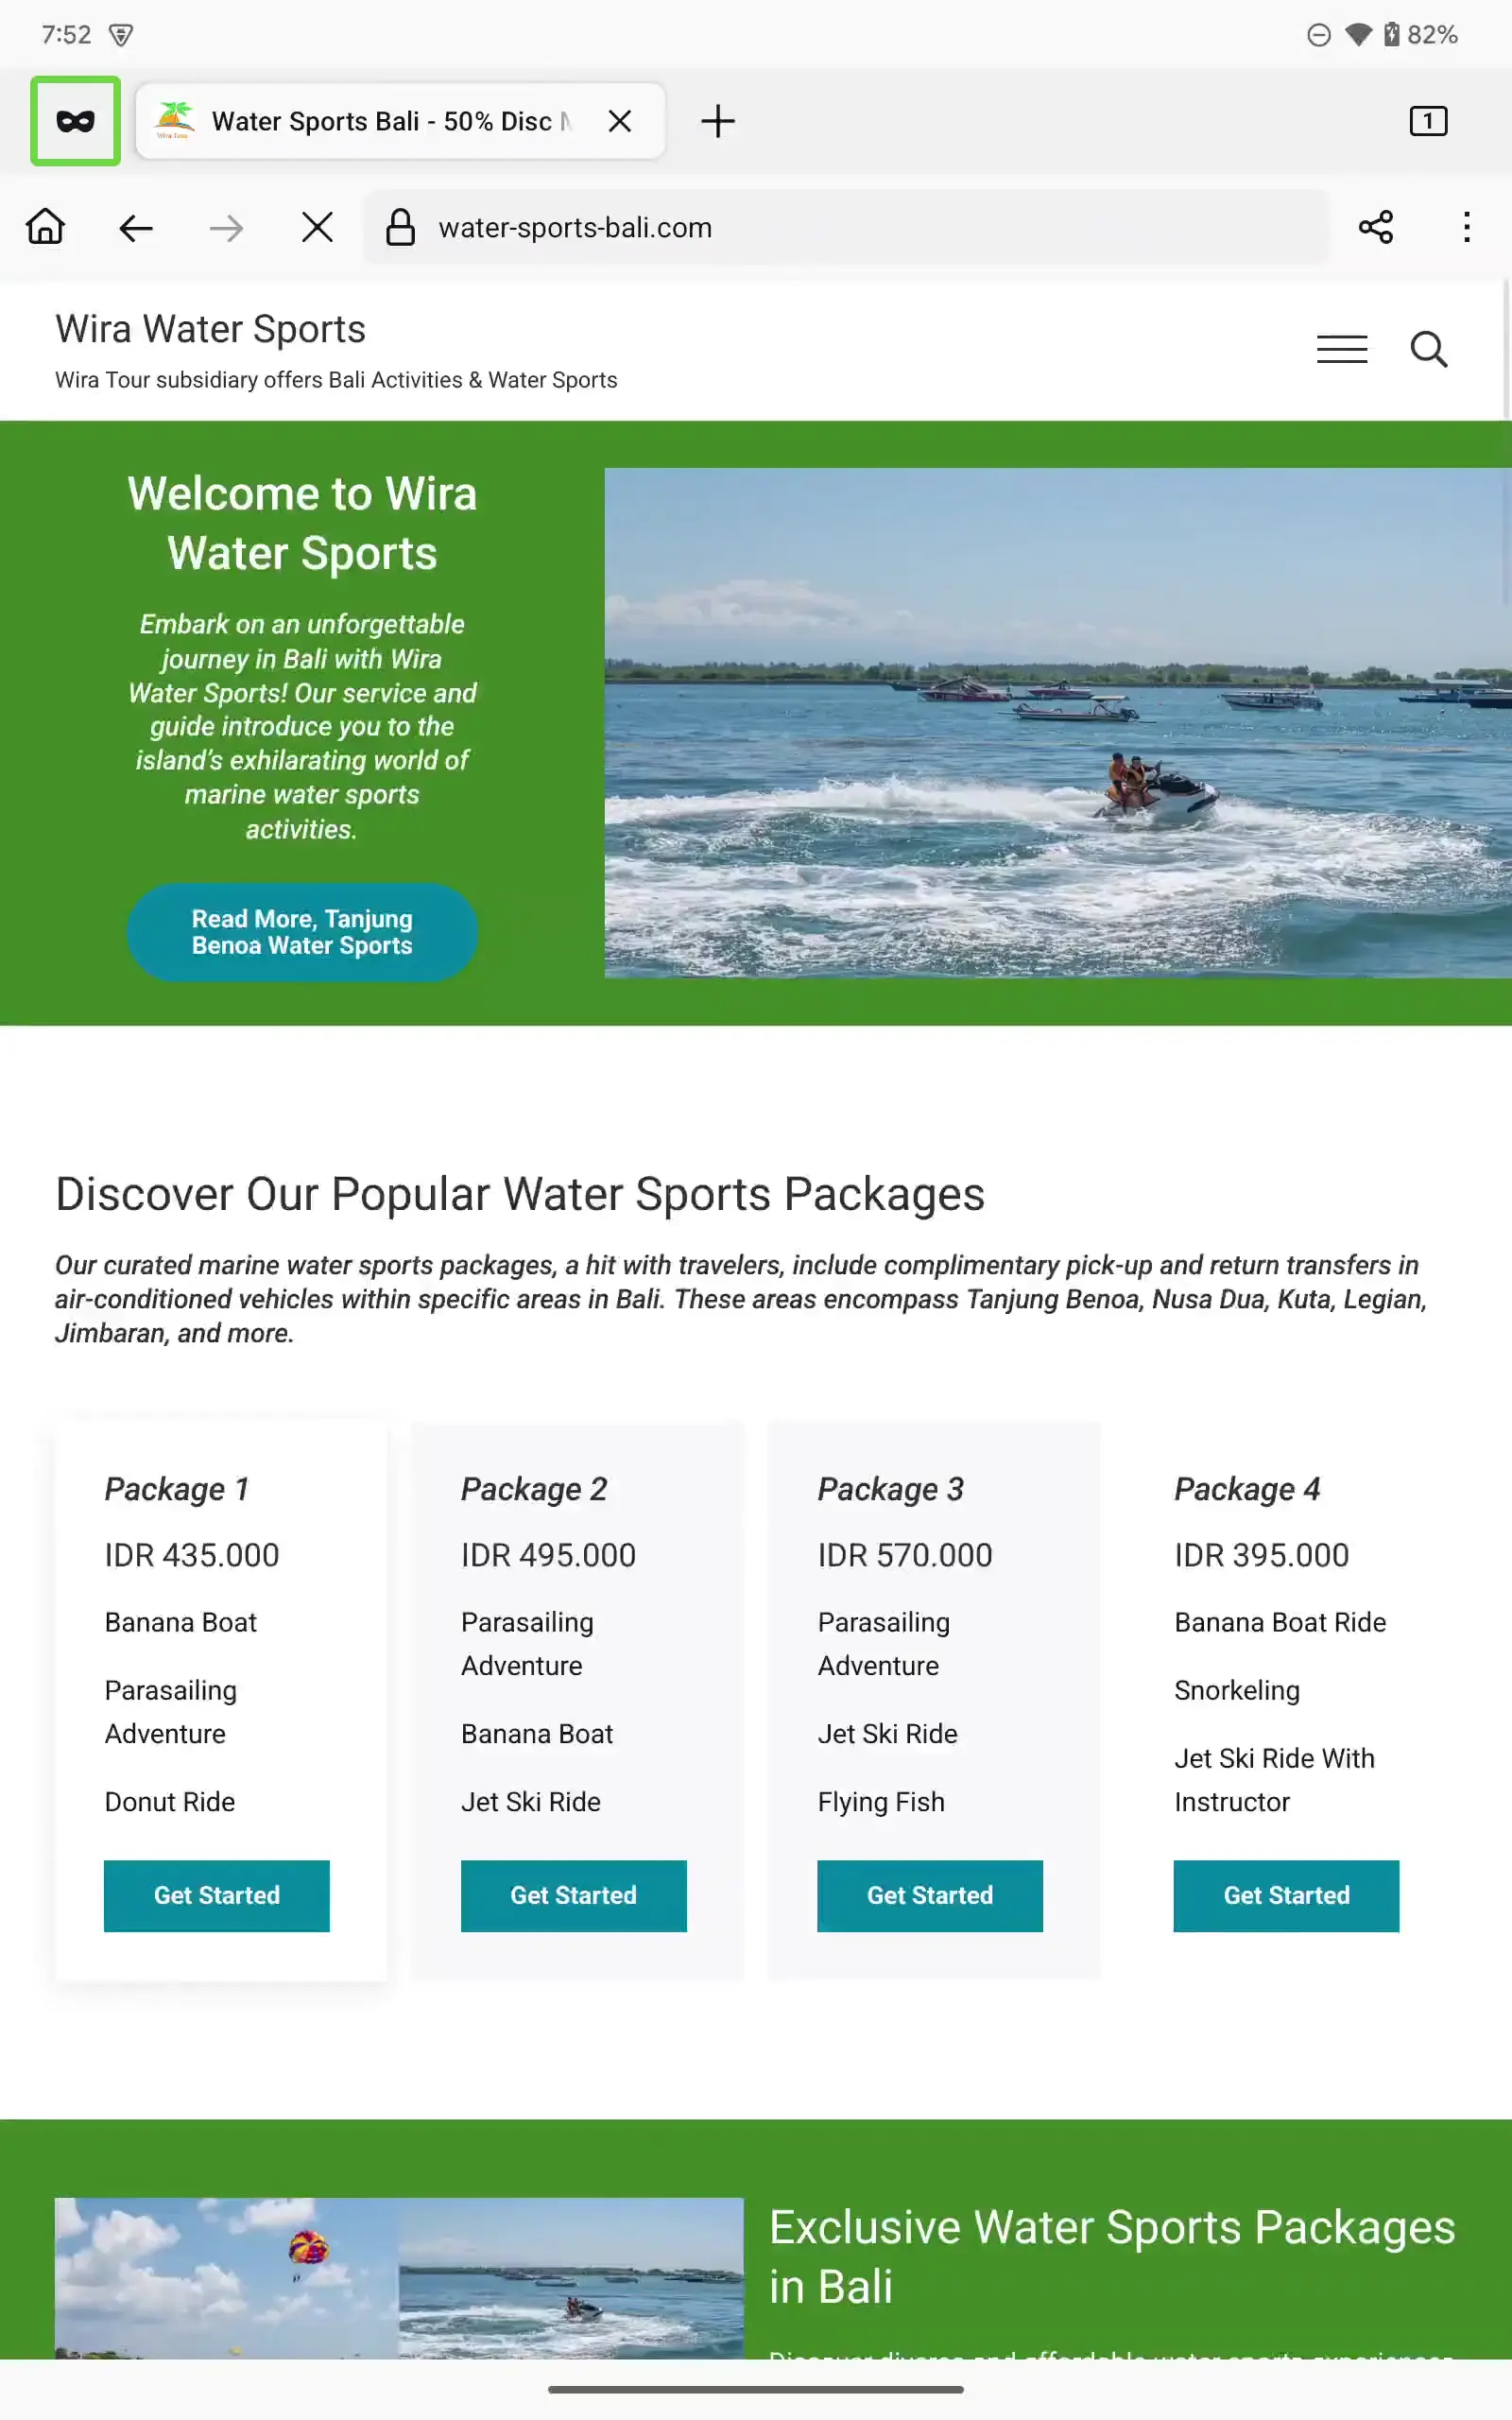 7:52
82%
Water Sports Bali - 50% Disc
1
water-sports-bali.com
Wira Water Sports
Wira Tour subsidiary offers Bali Activities & Water Sports
Welcome to Wira
Water Sports
Embark on an unforgettable
journey in Bali with Wira
Water Sports! Our service and
guide introduce you to the
island’s exhilarating world of
marine water sports
activities.
Read More, Tanjung
Benoa Water Sports
Discover Our Popular Water Sports Packages
Our curated marine water sports packages, a hit with travelers, include complimentary pick-up and return transfers in
air-conditioned vehicles within specific areas in Bali. These areas encompass Tanjung Benoa, Nusa Dua, Kuta, Legian,
Jimbaran, and more.
Package 1
IDR 435.000
Banana Boat
Parasailing
Adventure
Donut Ride
Get Started
Package 2
IDR 495.000
Parasailing
Adventure
Banana Boat
Jet Ski Ride
Get Started
Package 3
IDR 570.000
Parasailing
Adventure
Jet Ski Ride
Flying Fish
Get Started
Package 4
IDR 395.000
Banana Boat Ride
Snorkeling
Jet Ski Ride With
Instructor
Get Started
Exclusive Water Sports Packages
in Bali